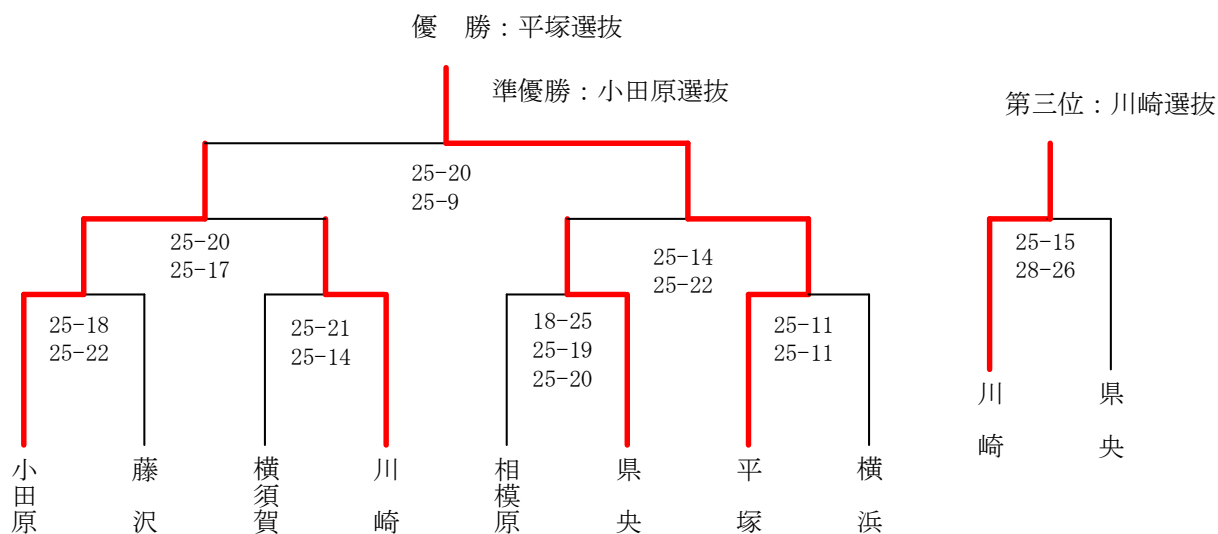 優　勝：平塚選抜
準優勝：小田原選抜
第三位：川崎選抜
25-20
25-9
25-20
25-17
25-14
25-22
25-15
28-26
25-18
25-22
25-21
25-14
18-25
25-19
25-20
25-11
25-11
川崎
県央
小田原
藤沢
横須賀
川崎
相模原
県央
平塚
横浜